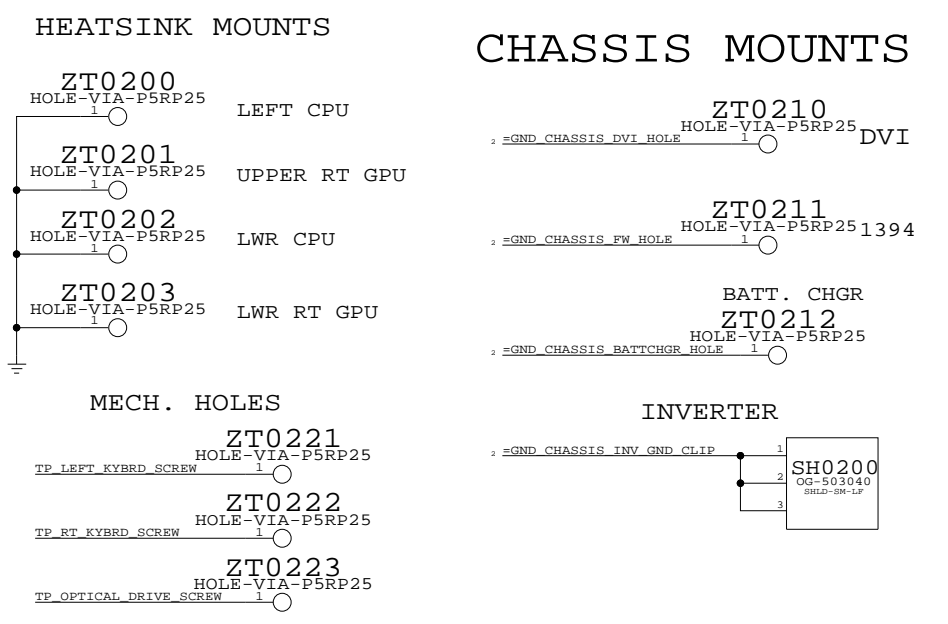 HEATSINK MOUNTS
ZT0200
HOLE-VIA-P5RP25
1
LEFT CPU
ZT0201
HOLE-VIA-P5RP25
1
UPPER RT GPU
ZT0202
HOLE-VIA-P5RP25
1
LWR CPU
ZT0203
HOLE-VIA-P5RP25
1
LWR RT GPU
MECH. HOLES
ZT0221
HOLE-VIA-P5RP25
TP_LEFT_KYBRD_SCREW 1
ZT0222
HOLE-VIA-P5RP25
TP_RT_KYBRD_SCREW 1
ZT0223
HOLE-VIA-P5RP25
TP_OPTICAL_DRIVE_SCREW 1
CHASSIS MOUNTS
ZT0210
HOLE-VIA-P5RP25
2 =GND_CHASSIS_DVI_HOLE 1
DVI
ZT0211
HOLE-VIA-P5RP25
1394
2 =GND_CHASSIS_FW_HOLE 1
BATT. CHGR
ZT0212
HOLE-VIA-P5RP25
2 =GND_CHASSIS_BATTCHGR_HOLE 1
INVERTER
2 =GND_CHASSIS_INV_GND_CLIP 1
2
3
SH0200
OG-503040
SHLD-SM-LF